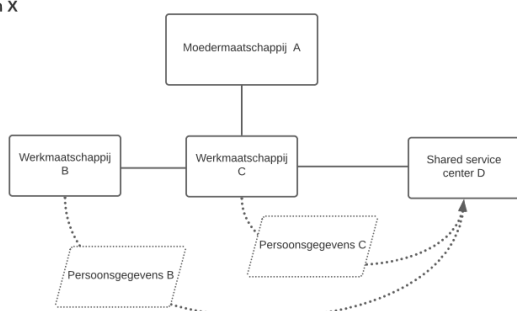 X
Moedermaatschappij A
Werkmaatschappij
B
Werkmaatschappij
C
Shared service
center D
Persoonsgegevens C
Persoonsgegevens B